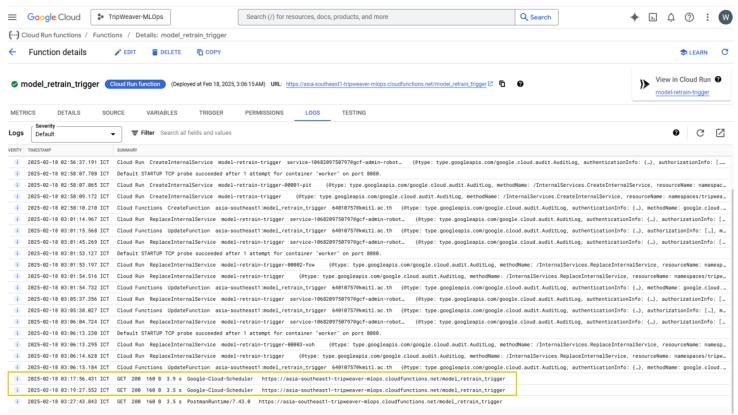 Google Cloud TripWeaver-MLOps Search (/) for resources, docs, products, and more Search W
Cloud Run functions / Functions / Details: model_retrain_trigger
Function details EDIT DELETE COPY LEARN
model_retrain_trigger Cloud Run function (Deployed at Feb 18, 2025, 3:06:15 AM) URL: https://asia-southeast1-tripweaver-mlops.cloudfunctions.net/model_retrain_trigger
View in Cloud Run
model-retrain-trigger
METRICS DETAILS SOURCE VARIABLES TRIGGER PERMISSIONS LOGS TESTING
Logs Severity Default Filter Search all fields and values
VERITY TIMESTAMP SUMMARY
2025-02-18 02:56:37.191 ICT Cloud Run CreateInternalService model-retrain-trigger service-106829750797@gcf-admin-robot… {@type: type.googleapis.com/google.cloud.audit.AuditLog, authenticationInfo: {…}, authorizationInfo: […
2025-02-18 02:58:07.708 ICT Default STARTUP TCP probe succeeded after 1 attempt for container "worker" on port 8080.
2025-02-18 02:58:07.865 ICT Cloud Run CreateInternalService model-retrain-trigger-00001-pit {@type: type.googleapis.com/google.cloud.audit.AuditLog, methodName: /InternalServices.CreateInternalService, resourceName: namespac…
2025-02-18 02:58:09.172 ICT Cloud Run CreateInternalService model-retrain-trigger {@type: type.googleapis.com/google.cloud.audit.AuditLog, methodName: /InternalServices.CreateInternalService, resourceName: namespaces/tripwea…
2025-02-18 02:58:10.210 ICT Cloud Functions CreateFunction asia-southeast1:model_retrain_trigger 64010757@kmitl.ac.th {@type: type.googleapis.com/google.cloud.audit.AuditLog, methodName: google.cloud.…
2025-02-18 03:01:14.967 ICT Cloud Run ReplaceInternalService model-retrain-trigger service-106829750797@gcf-admin-robot… {@type: type.googleapis.com/google.cloud.audit.AuditLog, authenticationInfo: {…}, authorizationInfo: […
2025-02-18 03:01:15.568 ICT Cloud Functions UpdateFunction asia-southeast1:model_retrain_trigger 64010757@kmitl.ac.th {@type: type.googleapis.com/google.cloud.audit.AuditLog, authenticationInfo: {…}, authorizationInfo: […], m…
2025-02-18 03:01:45.269 ICT Cloud Run ReplaceInternalService model-retrain-trigger service-106829750797@gcf-admin-robot… {@type: type.googleapis.com/google.cloud.audit.AuditLog, authenticationInfo: {…}, authorizationInfo: […
2025-02-18 03:01:53.127 ICT Default STARTUP TCP probe succeeded after 1 attempt for container "worker" on port 8080.
2025-02-18 03:01:53.197 ICT Cloud Run ReplaceInternalService model-retrain-trigger-00002-fow {@type: type.googleapis.com/google.cloud.audit.AuditLog, methodName: /InternalServices.ReplaceInternalService, resourceName: namesp…
2025-02-18 03:01:54.516 ICT Cloud Run ReplaceInternalService model-retrain-trigger {@type: type.googleapis.com/google.cloud.audit.AuditLog, methodName: /InternalServices.ReplaceInternalService, resourceName: namespaces/tripwe…
2025-02-18 03:01:54.732 ICT Cloud Functions UpdateFunction asia-southeast1:model_retrain_trigger 64010757@kmitl.ac.th {@type: type.googleapis.com/google.cloud.audit.AuditLog, methodName: google.cloud.…
2025-02-18 03:05:37.356 ICT Cloud Run ReplaceInternalService model-retrain-trigger service-106829750797@gcf-admin-robot… {@type: type.googleapis.com/google.cloud.audit.AuditLog, authenticationInfo: {…}, authorizationInfo: […
2025-02-18 03:05:38.027 ICT Cloud Functions UpdateFunction asia-southeast1:model_retrain_trigger 64010757@kmitl.ac.th {@type: type.googleapis.com/google.cloud.audit.AuditLog, authenticationInfo: {…}, authorizationInfo: […], m…
2025-02-18 03:06:04.724 ICT Cloud Run ReplaceInternalService model-retrain-trigger service-106829750797@gcf-admin-robot… {@type: type.googleapis.com/google.cloud.audit.AuditLog, authenticationInfo: {…}, authorizationInfo: […
2025-02-18 03:06:13.230 ICT Default STARTUP TCP probe succeeded after 1 attempt for container "worker" on port 8080.
2025-02-18 03:06:13.295 ICT Cloud Run ReplaceInternalService model-retrain-trigger-00003-voh {@type: type.googleapis.com/google.cloud.audit.AuditLog, methodName: /InternalServices.ReplaceInternalService, resourceName: namesp…
2025-02-18 03:06:14.628 ICT Cloud Run ReplaceInternalService model-retrain-trigger {@type: type.googleapis.com/google.cloud.audit.AuditLog, methodName: /InternalServices.ReplaceInternalService, resourceName: namespaces/tripwe…
2025-02-18 03:06:15.184 ICT Cloud Functions UpdateFunction asia-southeast1:model_retrain_trigger 64010757@kmitl.ac.th {@type: type.googleapis.com/google.cloud.audit.AuditLog, methodName: google.cloud.…
2025-02-18 03:17:56.431 ICT GET 200 160 B 3.9 s Google-Cloud-Scheduler https://asia-southeast1-tripweaver-mlops.cloudfunctions.net/model_retrain_trigger
2025-02-18 03:19:27.552 ICT GET 200 160 B 3.5 s Google-Cloud-Scheduler https://asia-southeast1-tripweaver-mlops.cloudfunctions.net/model_retrain_trigger
2025-02-18 03:27:43.843 ICT GET 200 160 B 3.5 s PostmanRuntime/7.43.0 https://asia-southeast1-tripweaver-mlops.cloudfunctions.net/model_retrain_trigger